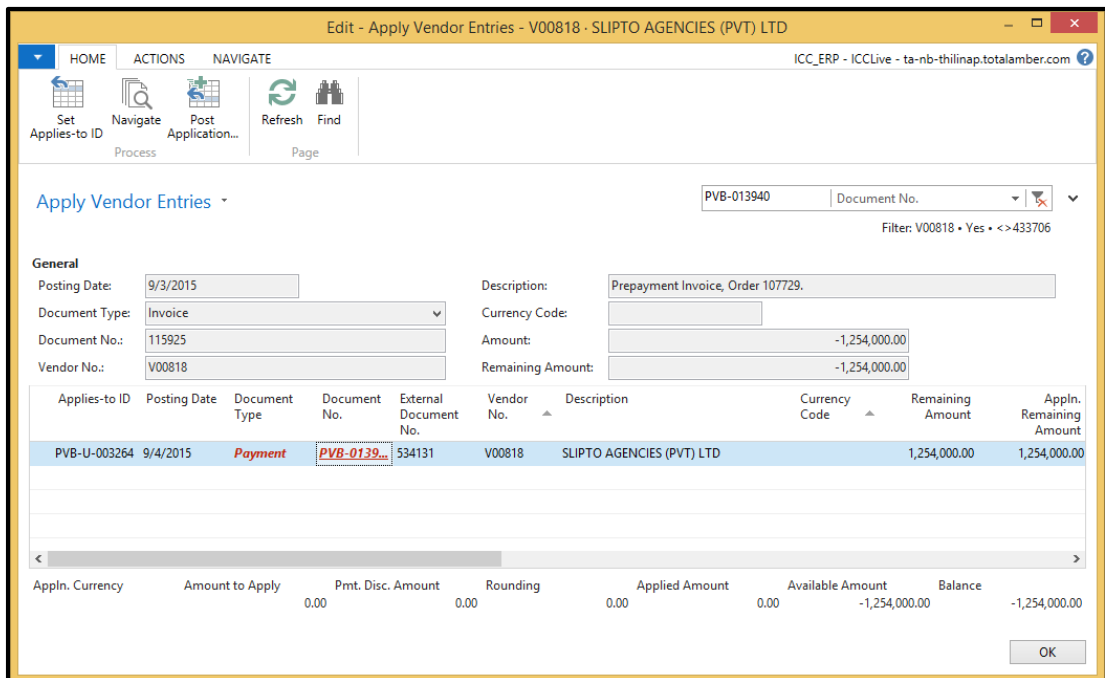 Edit - Apply Vendor Entries - V00818 · SLIPTO AGENCIES (PVT) LTD
HOME ACTIONS NAVIGATE ICC_ERP - ICCLive - ta-nb-thilinap.totalamber.com
Set Applies-to ID Navigate Post Application... Refresh Find
Process Page
Apply Vendor Entries PVB-013940 Document No.
Filter: V00818 • Yes • <>433706
General
Posting Date: 9/3/2015 Description: Prepayment Invoice, Order 107729.
Document Type: Invoice Currency Code:
Document No.: 115925 Amount: -1,254,000.00
Vendor No.: V00818 Remaining Amount: -1,254,000.00
Applies-to ID Posting Date Document Type Document No. External Document No. Vendor No. Description Currency Code Remaining Amount Appln. Remaining Amount
PVB-U-003264 9/4/2015 Payment PVB-0139... 534131 V00818 SLIPTO AGENCIES (PVT) LTD 1,254,000.00 1,254,000.00
Appln. Currency Amount to Apply Pmt. Disc. Amount Rounding Applied Amount Available Amount Balance
0.00 0.00 0.00 0.00 -1,254,000.00 -1,254,000.00
OK